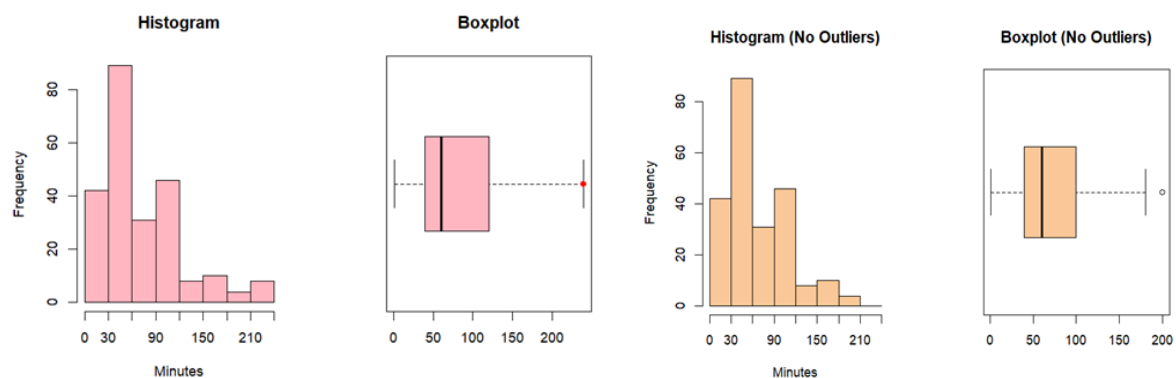 Histogram
Frequency
0 20 40 60 80
0 30 90 150 210
Minutes
Boxplot
0 50 100 150 200
Histogram (No Outliers)
Frequency
0 20 40 60 80
0 30 90 150 210
Minutes
Boxplot (No Outliers)
0 50 100 150 200